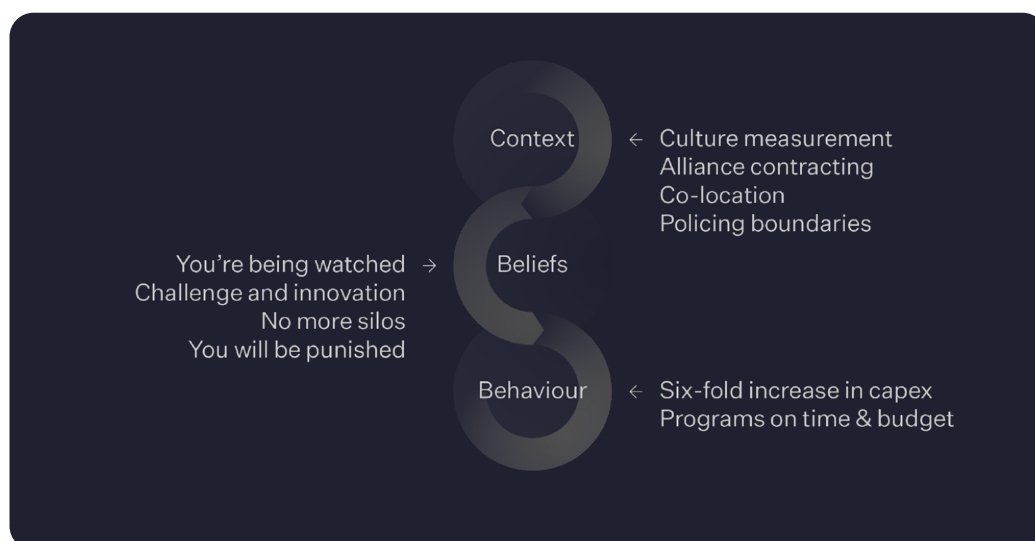 Context
← Culture measurement
Alliance contracting
Co-location
Policing boundaries
You’re being watched →
Challenge and innovation
No more silos
You will be punished
Beliefs
Behaviour
← Six-fold increase in capex
Programs on time & budget